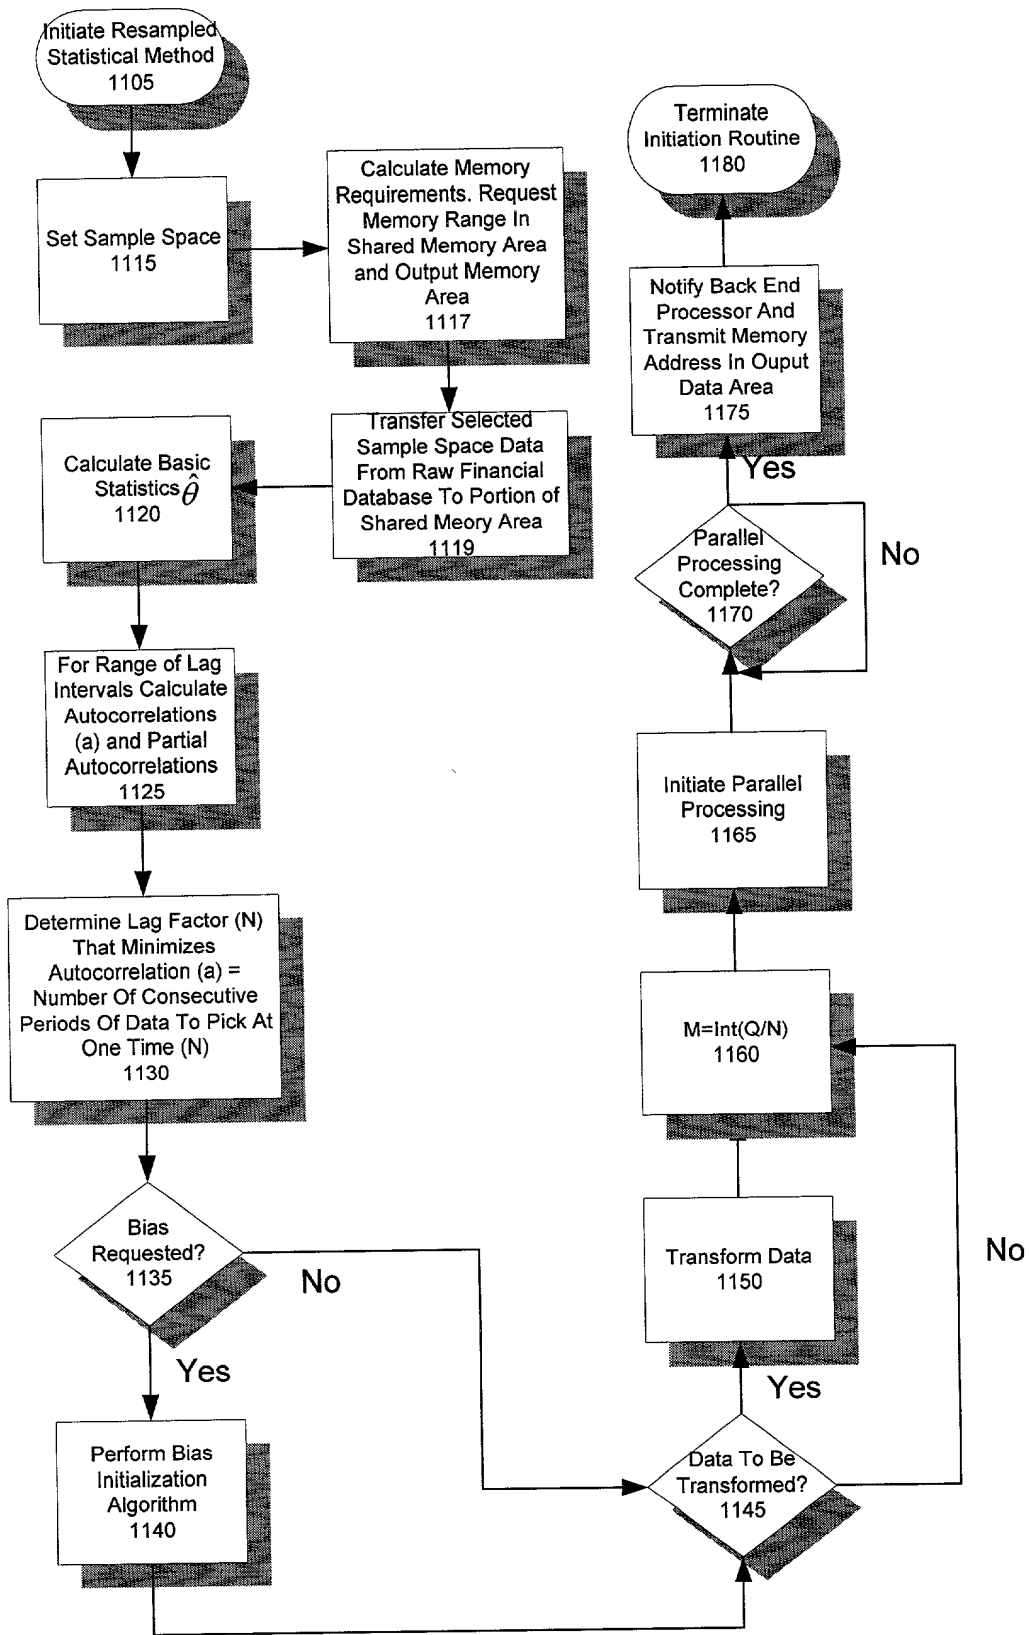 Initiate Resampled
Statistical Method
1105
Set Sample Space
1115
Calculate Memory
Requirements. Request
Memory Range In
Shared Memory Area
and Output Memory
Area
1117
Transfer Selected
Sample Space Data
From Raw Financial
Database To Portion of
Shared Meory Area
1119
Calculate Basic
Statistics θ̂
1120
For Range of Lag
Intervals Calculate
Autocorrelations
(a) and Partial
Autocorrelations
1125
Determine Lag Factor (N)
That Minimizes
Autocorrelation (a) =
Number Of Consecutive
Periods Of Data To Pick At
One Time (N)
1130
Bias
Requested?
1135
No
Yes
Perform Bias
Initialization
Algorithm
1140
Data To Be
Transformed?
1145
No
Yes
Transform Data
1150
M=Int(Q/N)
1160
Initiate Parallel
Processing
1165
Parallel
Processing
Complete?
1170
No
Yes
Notify Back End
Processor And
Transmit Memory
Address In Ouput
Data Area
1175
Terminate
Initiation Routine
1180